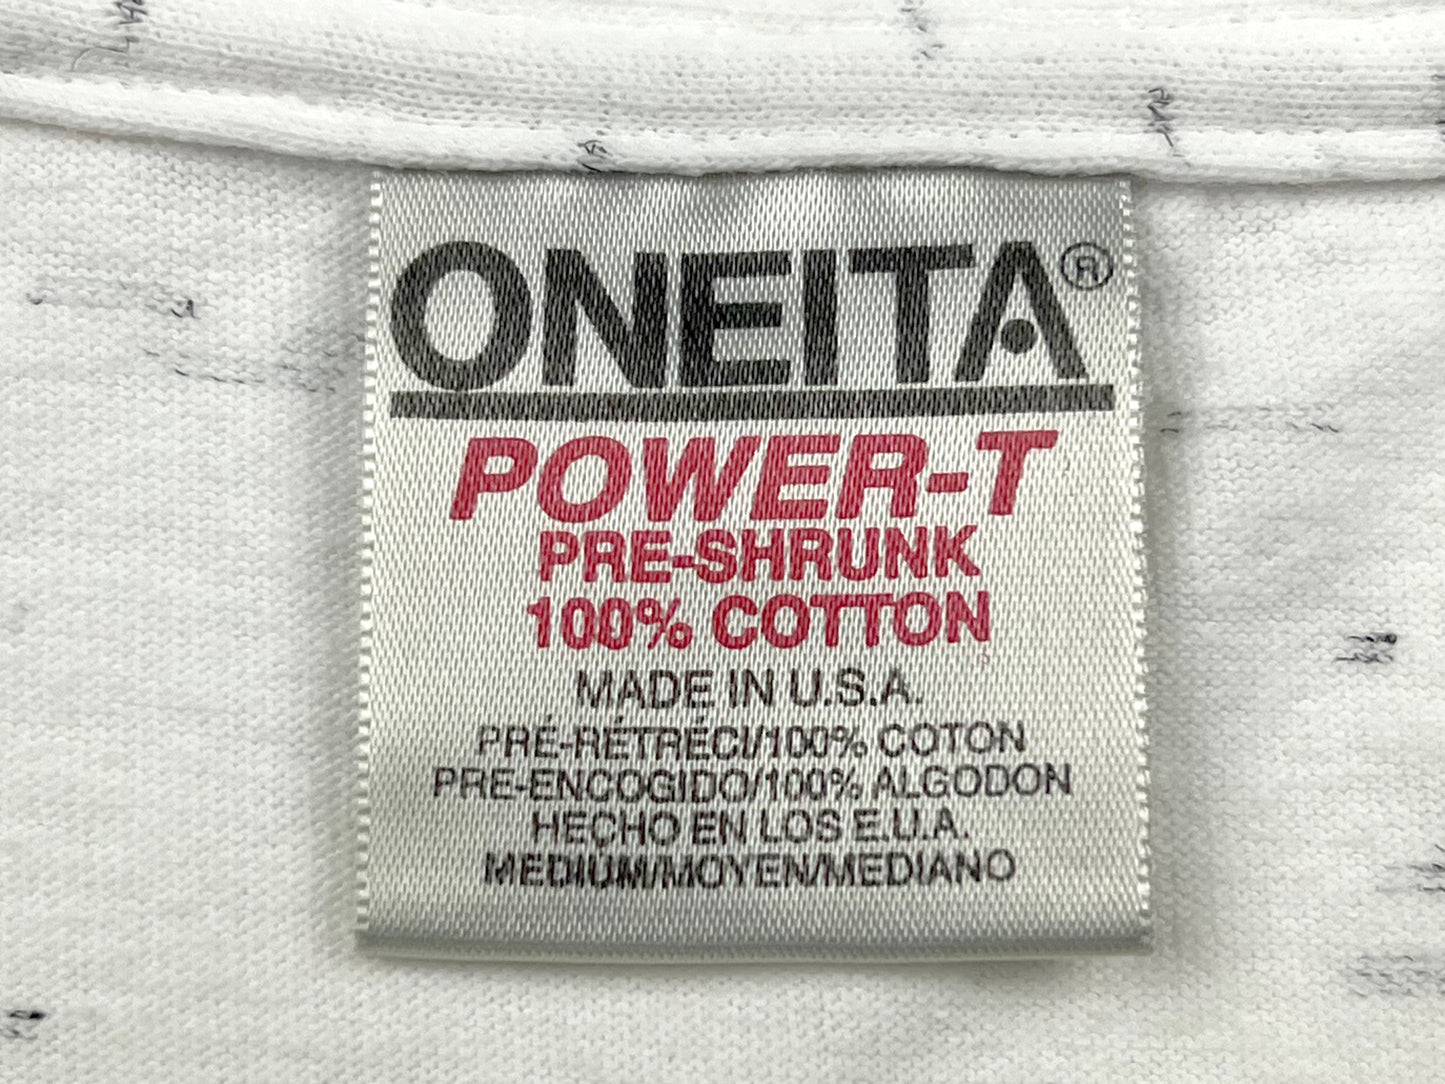 ONEITA®
POWER-T
PRE-SHRUNK
100% COTTON
MADE IN U.S.A.
PRÉ-RÉTRÉCI/100% COTON
PRE-ENCOGIDO/100% ALGODON
HECHO EN LOS E.U.A.
MEDIUM/MOYEN/MEDIANO